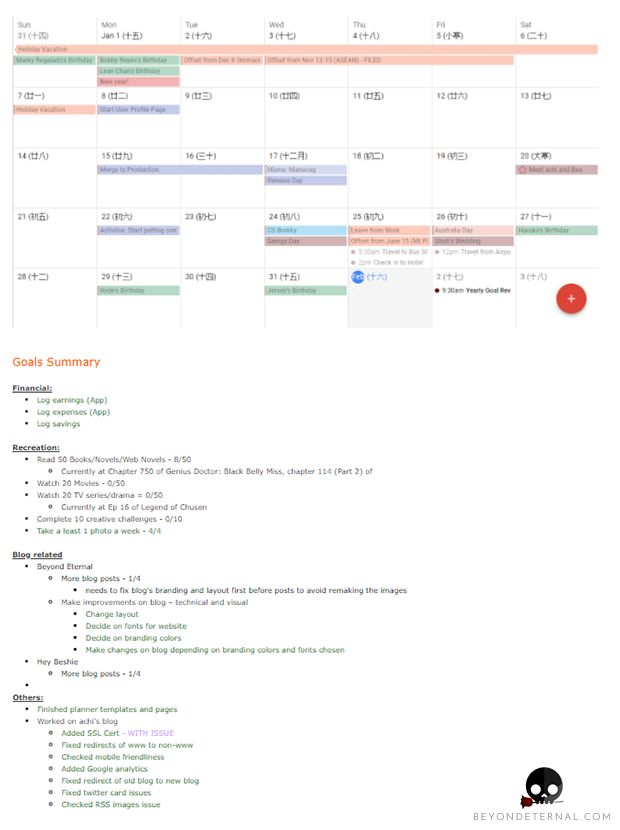 Sun Mon Tue Wed Thu Fri Sat
31 (十四) Jan 1 (十五) 2 (十六) 3 (十七) 4 (十八) 5 (小寒) 6 (二十)
Holiday Vacation
Marky Regalado's Birthday Bobby Reyes's Birthday Offset from Dec 8 (Immacu Offset from Nov 13-15 (ASEAN) - FILED
Lean Chan's Birthday
New year!
7 (廿一) 8 (廿二) 9 (廿三) 10 (廿四) 11 (廿五) 12 (廿六) 13 (廿七)
Holiday Vacation Start User Profile Page
14 (廿八) 15 (廿九) 16 (三十) 17 (十二月) 18 (初二) 19 (初三) 20 (大寒)
Merge to Production Mama: Manaoag Meet achi and Bea
Release Day
21 (初五) 22 (初六) 23 (初七) 24 (初八) 25 (初九) 26 (初十) 27 (十一)
Activlinx: Start putting con CS Brekky Leave from Work Australia Day Haruka's Birthday
Samgy Day Offset from June 15 (Mt Pi Shoti's Wedding
5:30am Travel to Bus St 12pm Travel from Airpo
2pm Check in to Hotel
28 (十二) 29 (十三) 30 (十四) 31 (十五) Feb (十六) 2 (十七) 3 (十八)
Hyde's Birthday Jersey's Birthday 9:30am Yearly Goal Rev
+
Goals Summary
Financial:
• Log earnings (App)
• Log expenses (App)
• Log savings
Recreation:
• Read 50 Books/Novels/Web Novels - 8/50
○ Currently at Chapter 750 of Genius Doctor: Black Belly Miss, chapter 114 (Part 2) of
• Watch 20 Movies - 0/50
• Watch 20 TV series/drama = 0/50
○ Currently at Ep 16 of Legend of Chusen
• Complete 10 creative challenges - 0/10
• Take a least 1 photo a week - 4/4
Blog related
• Beyond Eternal
○ More blog posts - 1/4
▪ needs to fix blog's branding and layout first before posts to avoid remaking the images
○ Make improvements on blog – technical and visual
▪ Change layout
▪ Decide on fonts for website
▪ Decide on branding colors
▪ Make changes on blog depending on branding colors and fonts chosen
• Hey Beshie
○ More blog posts - 1/4
•
Others:
• Finished planner templates and pages
• Worked on achi's blog
○ Added SSL Cert - WITH ISSUE
○ Fixed redirects of www to non-www
○ Checked mobile friendliness
○ Added Google analytics
○ Fixed redirect of old blog to new blog
○ Fixed twitter card issues
○ Checked RSS images issue
BEYONDETERNAL.COM